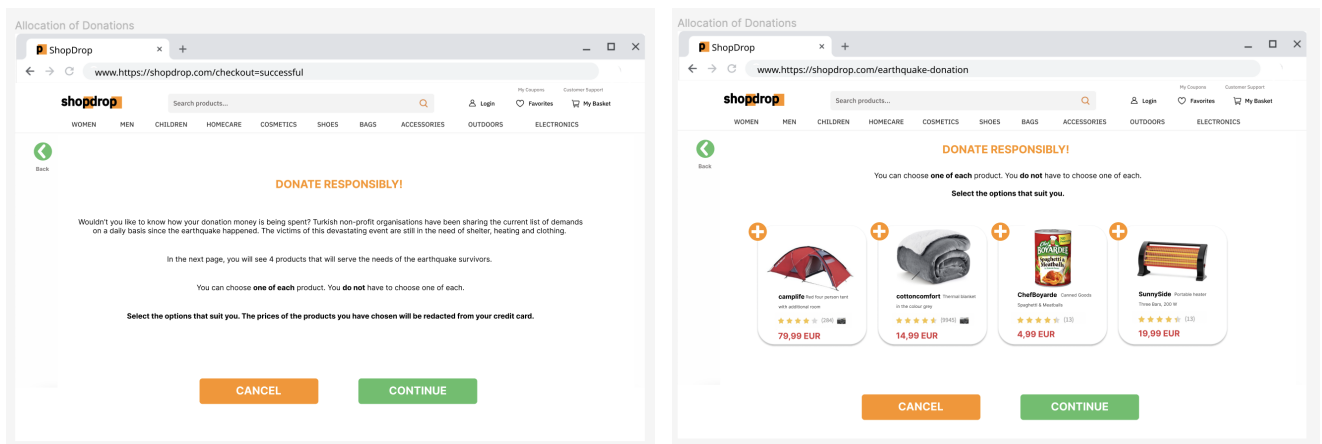 Allocation of Donations
ShopDrop
www.https://shopdrop.com/checkout=successful
My Coupons Customer Support
shopdrop Search products... Login Favorites My Basket
WOMEN MEN CHILDREN HOMECARE COSMETICS SHOES BAGS ACCESSORIES OUTDOORS ELECTRONICS
Back
DONATE RESPONSIBLY!
Wouldn't you like to know how your donation money is being spent? Turkish non-profit organisations have been sharing the current list of demands
on a daily basis since the earthquake happened. The victims of this devastating event are still in the need of shelter, heating and clothing.
In the next page, you will see 4 products that will serve the needs of the earthquake survivors.
You can choose one of each product. You do not have to choose one of each.
Select the options that suit you. The prices of the products you have chosen will be redacted from your credit card.
CANCEL CONTINUE
Allocation of Donations
ShopDrop
www.https://shopdrop.com/earthquake-donation
My Coupons Customer Support
shopdrop Search products... Login Favorites My Basket
WOMEN MEN CHILDREN HOMECARE COSMETICS SHOES BAGS ACCESSORIES OUTDOORS ELECTRONICS
Back
DONATE RESPONSIBLY!
You can choose one of each product. You do not have to choose one of each.
Select the options that suit you.
camplife Red four person tent
with additional room
(284)
79,99 EUR
cottoncomfort Thermal blanket
in the colour grey
(9945)
14,99 EUR
Chef
BOYARDEE
Spaghetti &
Meatballs
ChefBoyarde Canned Goods
Spaghetti & Meatballs
(13)
4,99 EUR
SunnySide Portable heater
Three Bars, 200 W
(13)
19,99 EUR
CANCEL CONTINUE